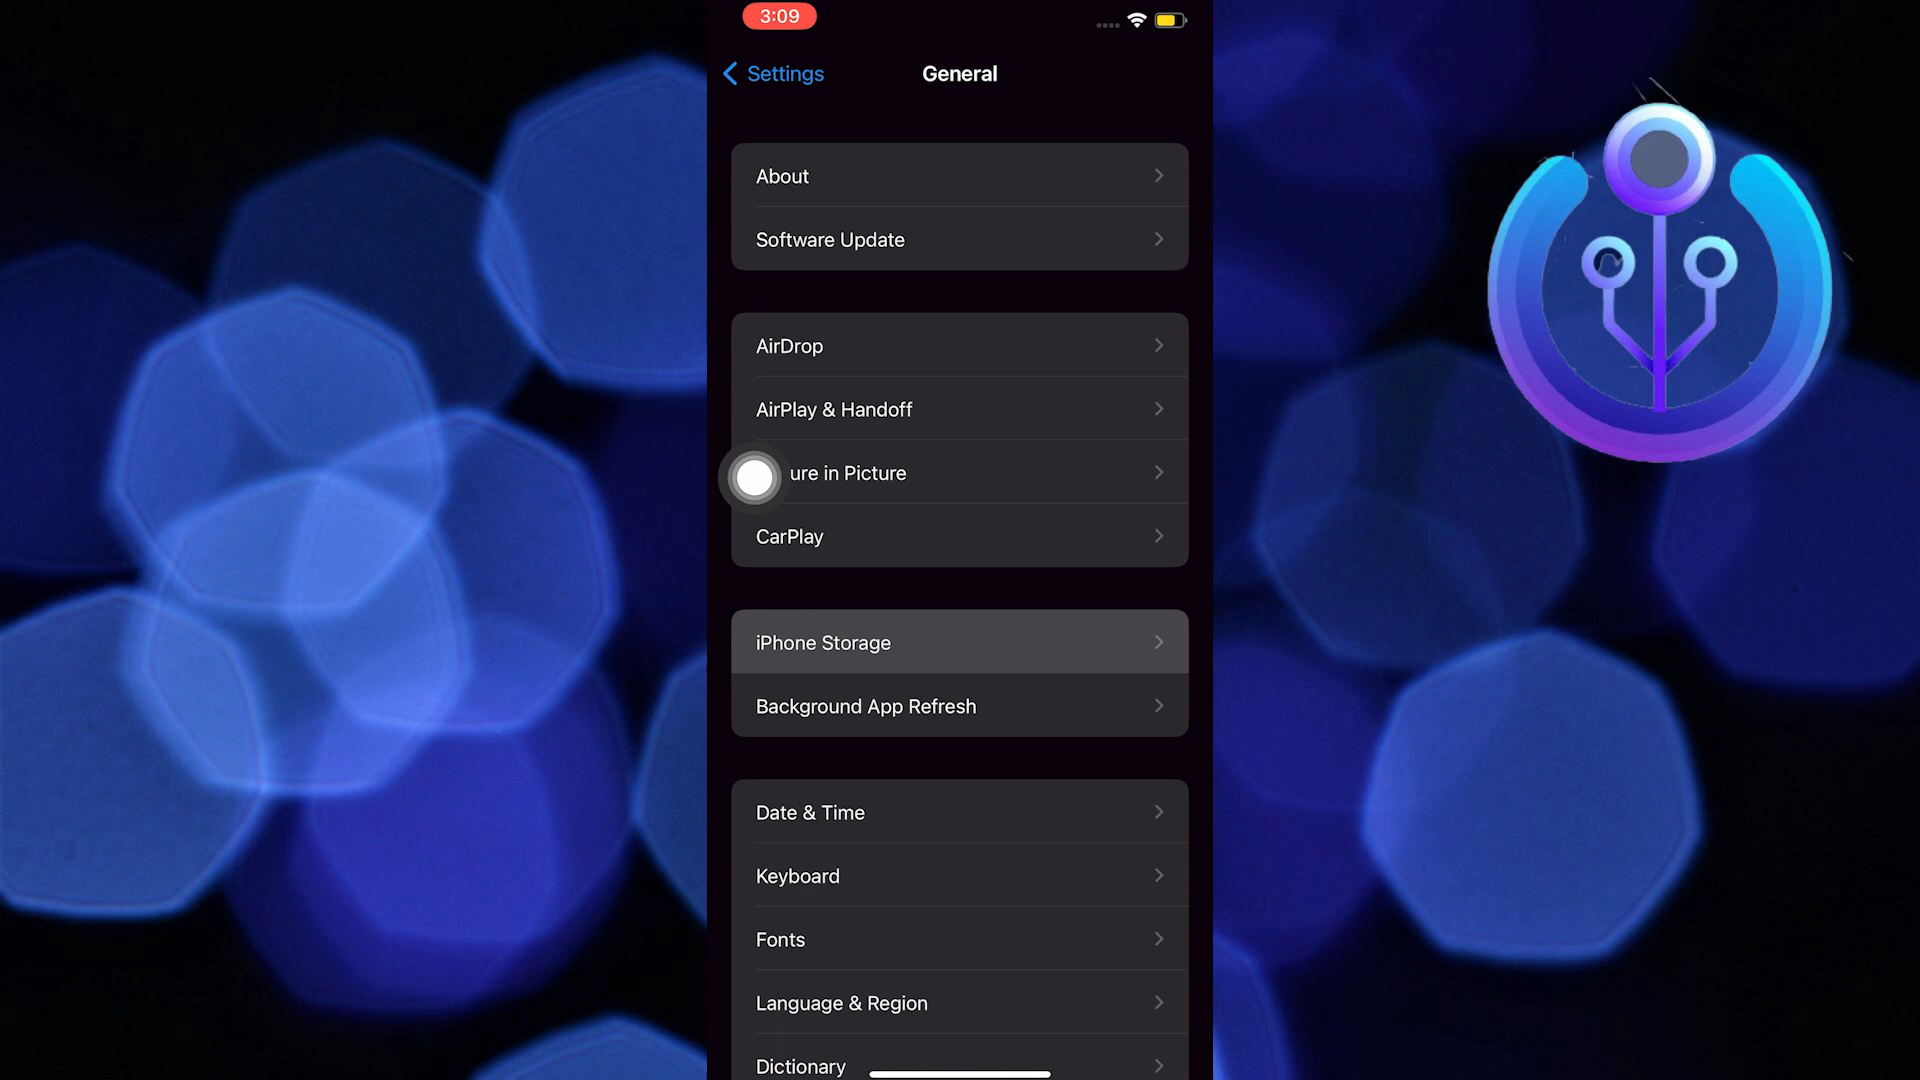 3:09
Settings
General
About
Software Update
AirDrop
AirPlay & Handoff
ure in Picture
CarPlay
iPhone Storage
Background App Refresh
Date & Time
Keyboard
Fonts
Language & Region
Dictionary